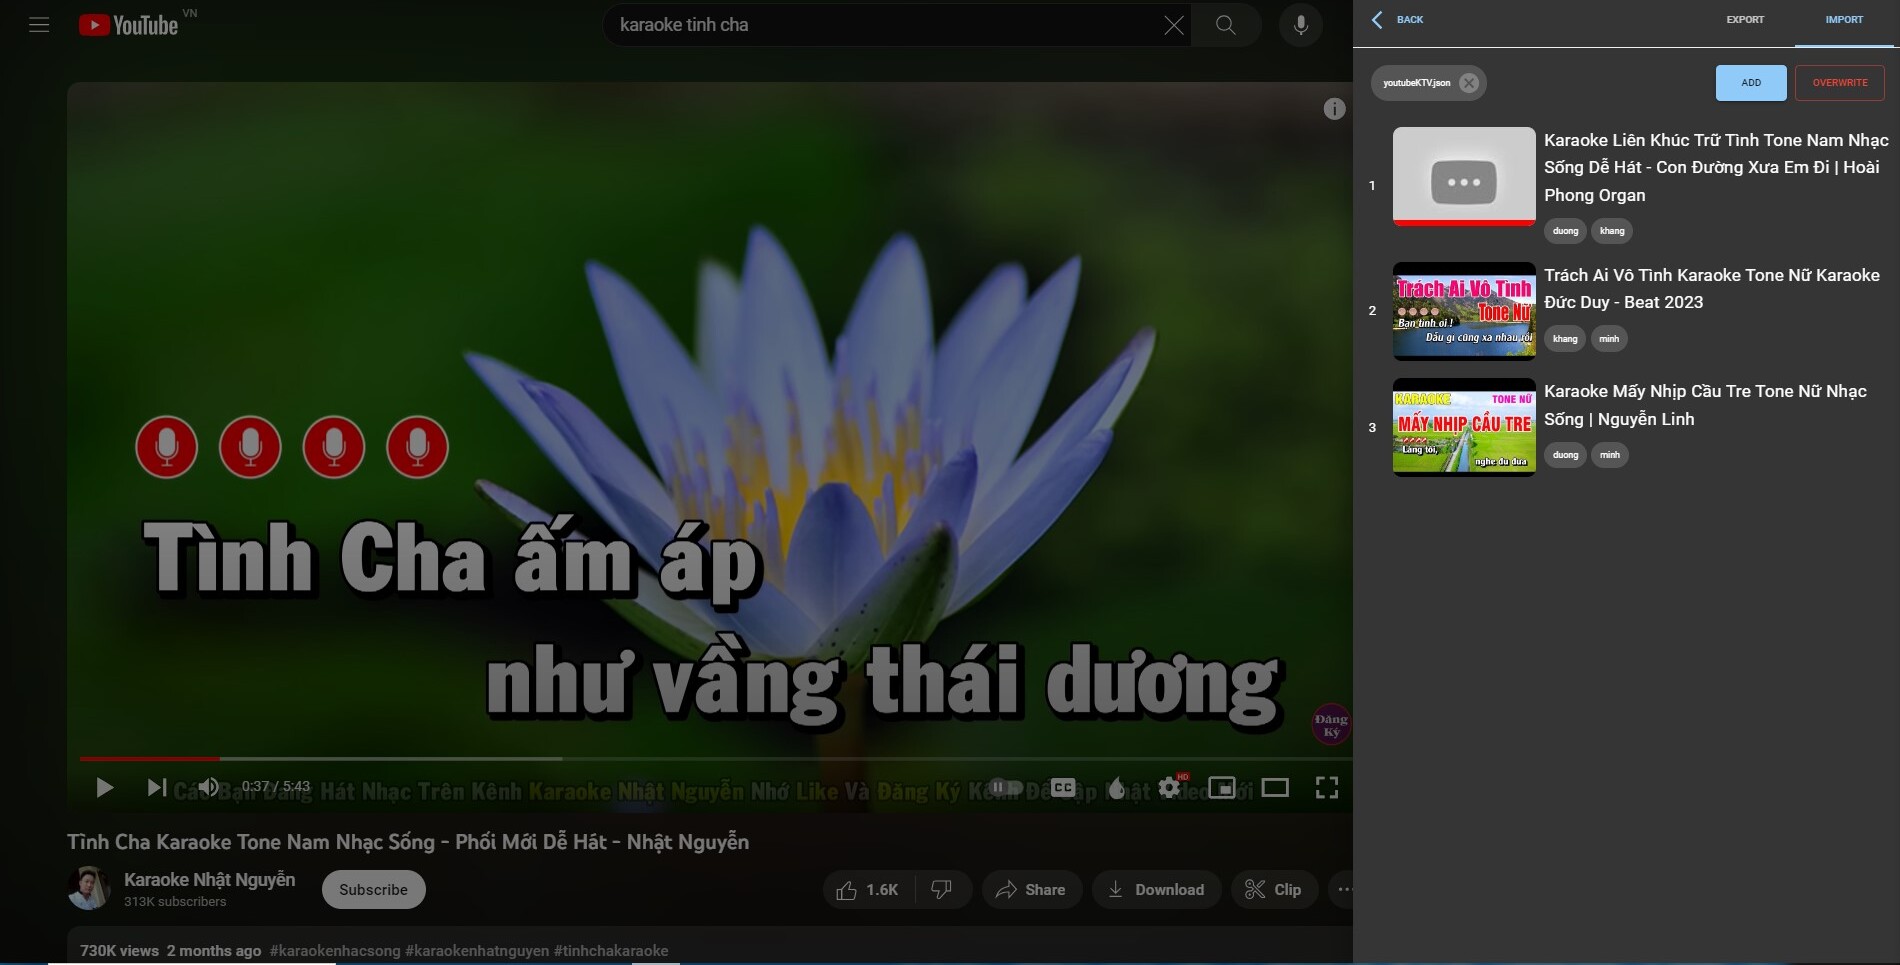 YouTube VN
karaoke tinh cha
BACK
EXPORT
IMPORT
youtubeKTV.json
ADD
OVERWRITE
1
Karaoke Liên Khúc Trữ Tình Tone Nam Nhạc
Sống Dễ Hát - Con Đường Xưa Em Đi | Hoài
Phong Organ
duong
khang
2
Trách Ai Vô Tình
Tone Nữ
Bạn tình ơi !
Đâu gì cũng xa nhau rồi
Trách Ai Vô Tình Karaoke Tone Nữ Karaoke
Đức Duy - Beat 2023
khang
minh
3
KARAOKE
TONE NỮ
MẤY NHỊP CẦU TRE
Làng tôi,
nghe đu đưa
Karaoke Mấy Nhịp Cầu Tre Tone Nữ Nhạc
Sống | Nguyễn Linh
duong
minh
Tình Cha ấm áp
như vầng thái dương
Đăng
Ký
0:37 / 5:43
CC
HD
Hát Nhạc Trên Kênh Karaoke Nhật Nguyễn Nhớ Like Và Đăng Ký
Tình Cha Karaoke Tone Nam Nhạc Sống - Phối Mới Dễ Hát - Nhật Nguyễn
Karaoke Nhật Nguyễn
313K subscribers
Subscribe
1.6K
Share
Download
Clip
730K views 2 months ago #karaokenhacsong #karaokenhatnguyen #tinhchakaraoke